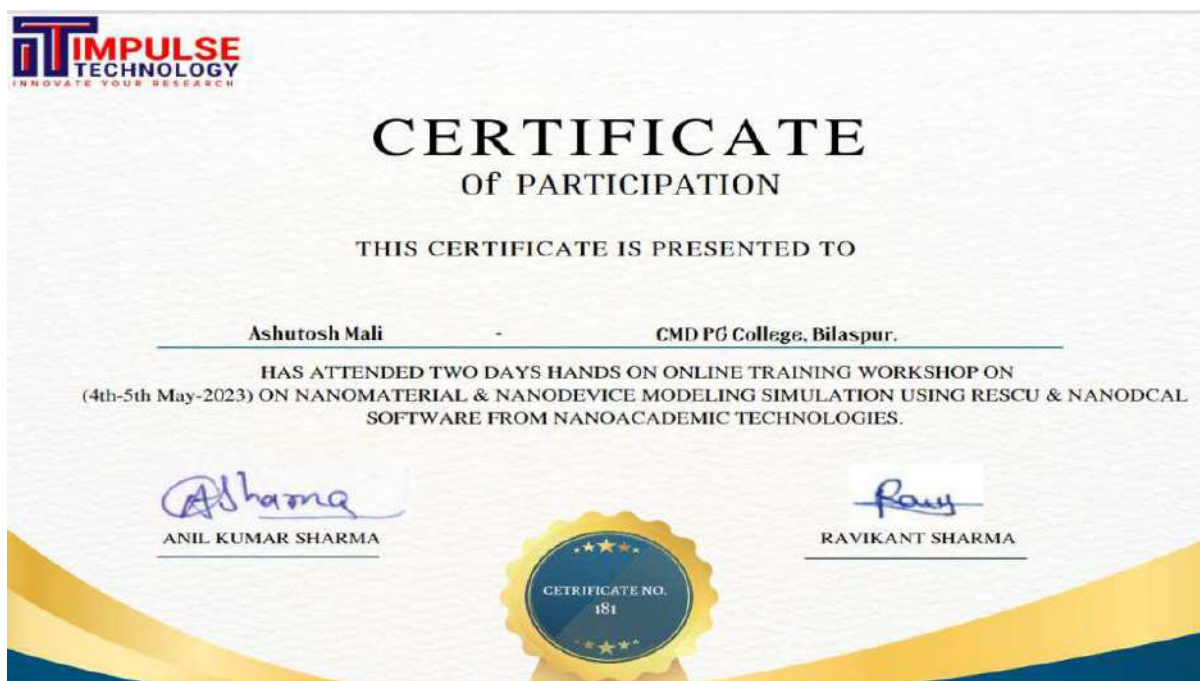 IMPULSE
TECHNOLOGY
INNOVATE YOUR RESEARCH
CERTIFICATE
Of PARTICIPATION
THIS CERTIFICATE IS PRESENTED TO
Ashutosh Mali - CMD PG College, Bilaspur.
HAS ATTENDED TWO DAYS HANDS ON ONLINE TRAINING WORKSHOP ON
(4th-5th May-2023) ON NANOMATERIAL & NANODEVICE MODELING SIMULATION USING RESCU & NANODCAL
SOFTWARE FROM NANOACADEMIC TECHNOLOGIES.
ASharma
ANIL KUMAR SHARMA
RAVIKANT SHARMA
CETRIFICATE NO.
181